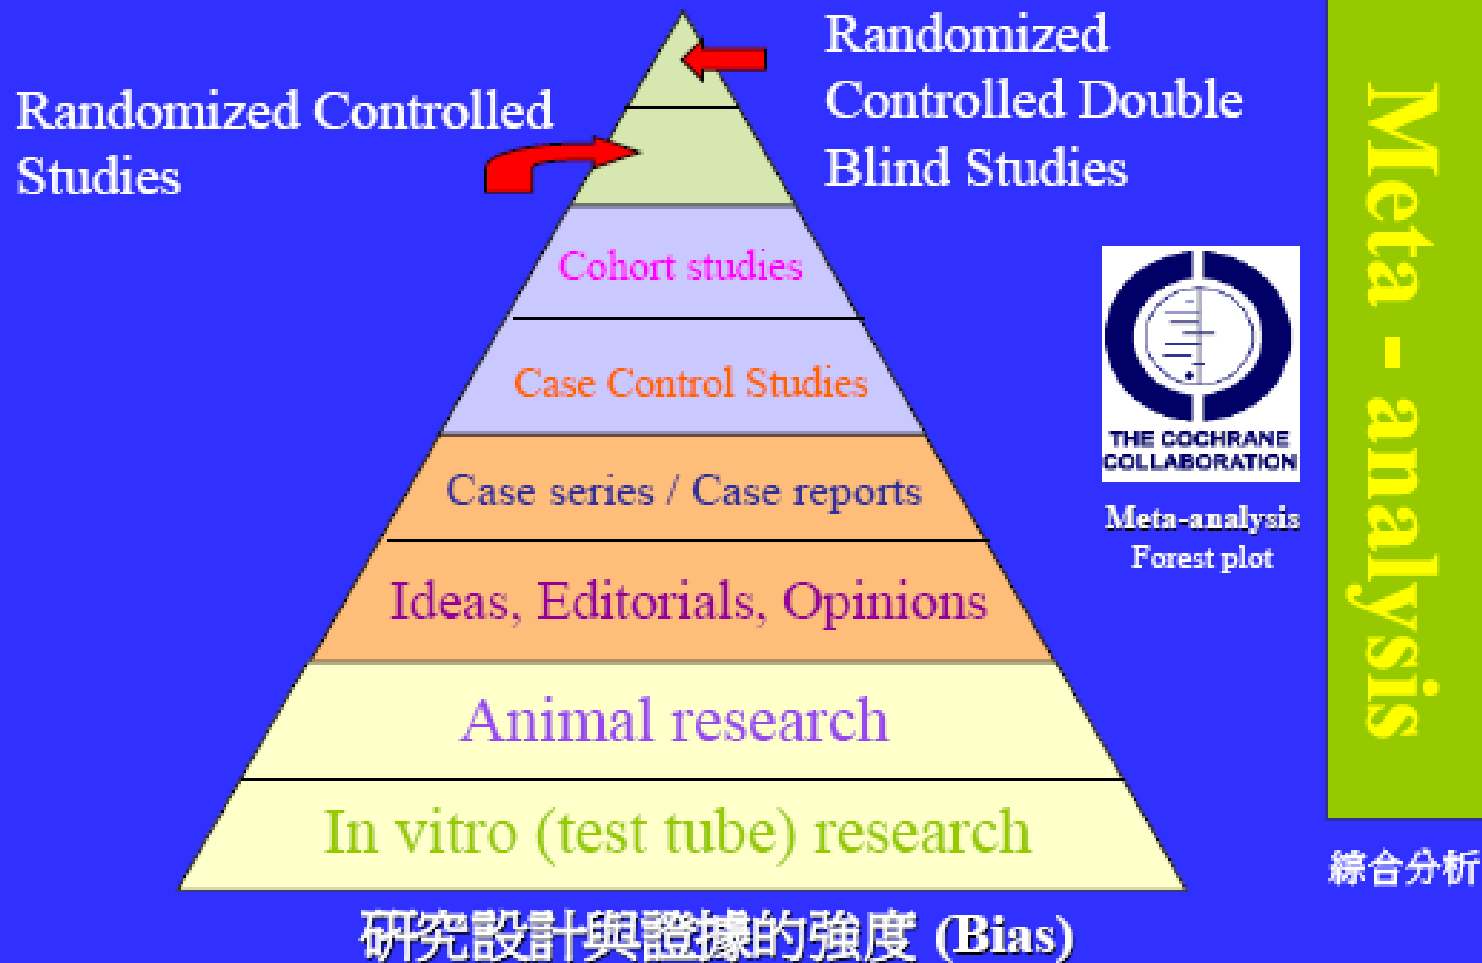 Randomized Controlled
Studies
Randomized
Controlled Double
Blind Studies
Cohort studies
Case Control Studies
Case series / Case reports
Ideas, Editorials, Opinions
Animal research
In vitro (test tube) research
THE COCHRANE
COLLABORATION
Meta-analysis
Forest plot
Meta - analysis
綜合分析
研究設計與證據的強度 (Bias)